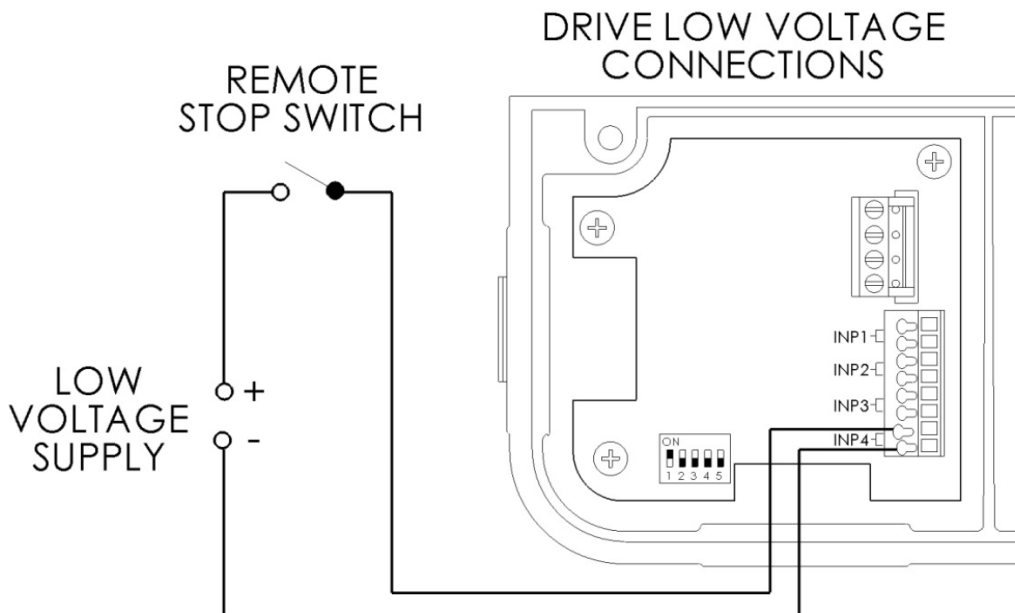 DRIVE LOW VOLTAGE
CONNECTIONS
REMOTE
STOP SWITCH
INP1
INP2
LOW
VOLTAGE
SUPPLY
+
-
INP3
INP4
ON
1 2 3 4 5